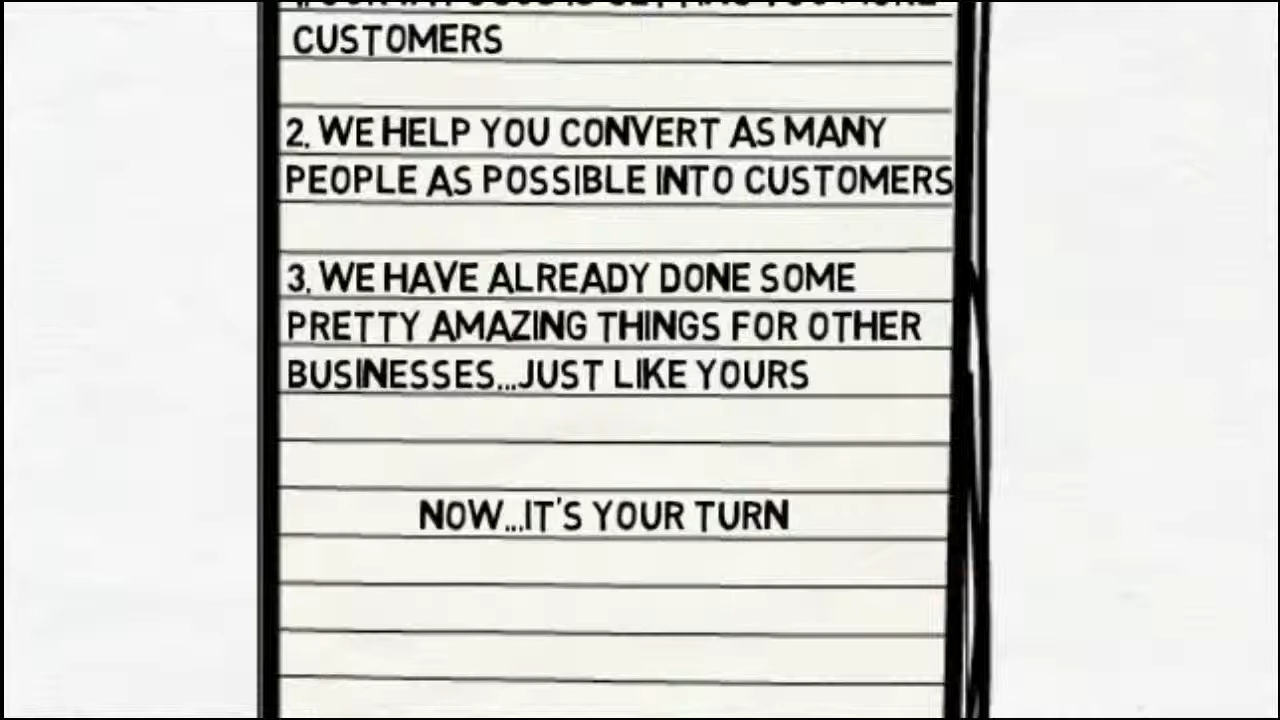 CUSTOMERS
2. WE HELP YOU CONVERT AS MANY
PEOPLE AS POSSIBLE INTO CUSTOMERS
3. WE HAVE ALREADY DONE SOME
PRETTY AMAZING THINGS FOR OTHER
BUSINESSES...JUST LIKE YOURS
NOW...IT'S YOUR TURN